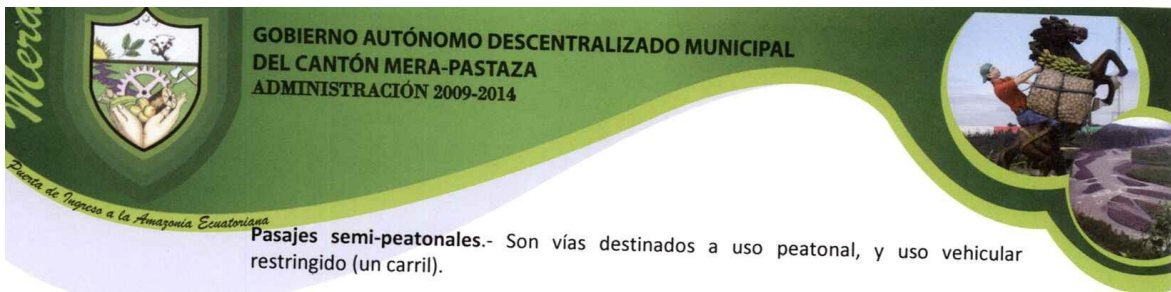 Mera
GOBIERNO AUTÓNOMO DESCENTRALIZADO MUNICIPAL
DEL CANTÓN MERA-PASTAZA
ADMINISTRACIÓN 2009-2014
Puerta de Ingreso a la Amazonia Ecuatoriana
Pasajes semi-peatonales.- Son vías destinados a uso peatonal, y uso vehicular
restringido (un carril).